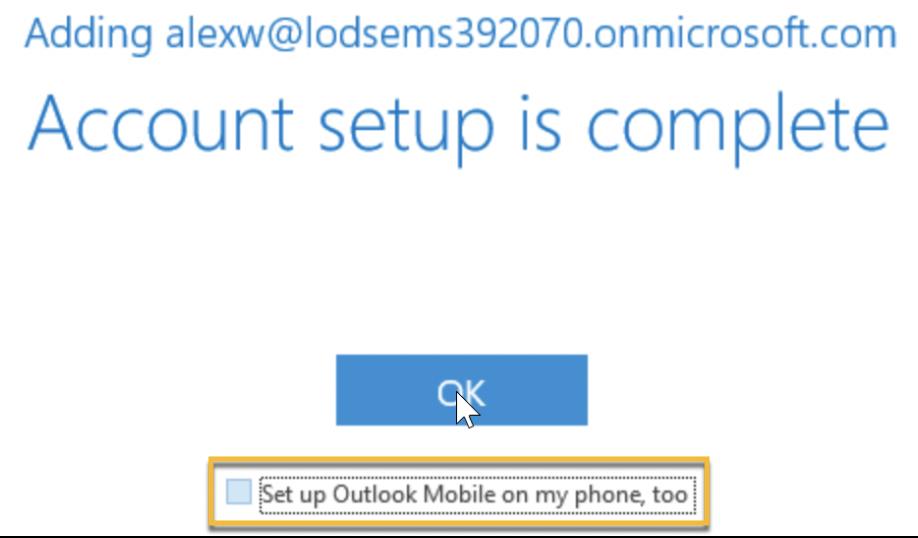 Adding alexw@lodsems392070.onmicrosoft.com
Account setup is complete
OK
Set up Outlook Mobile on my phone, too